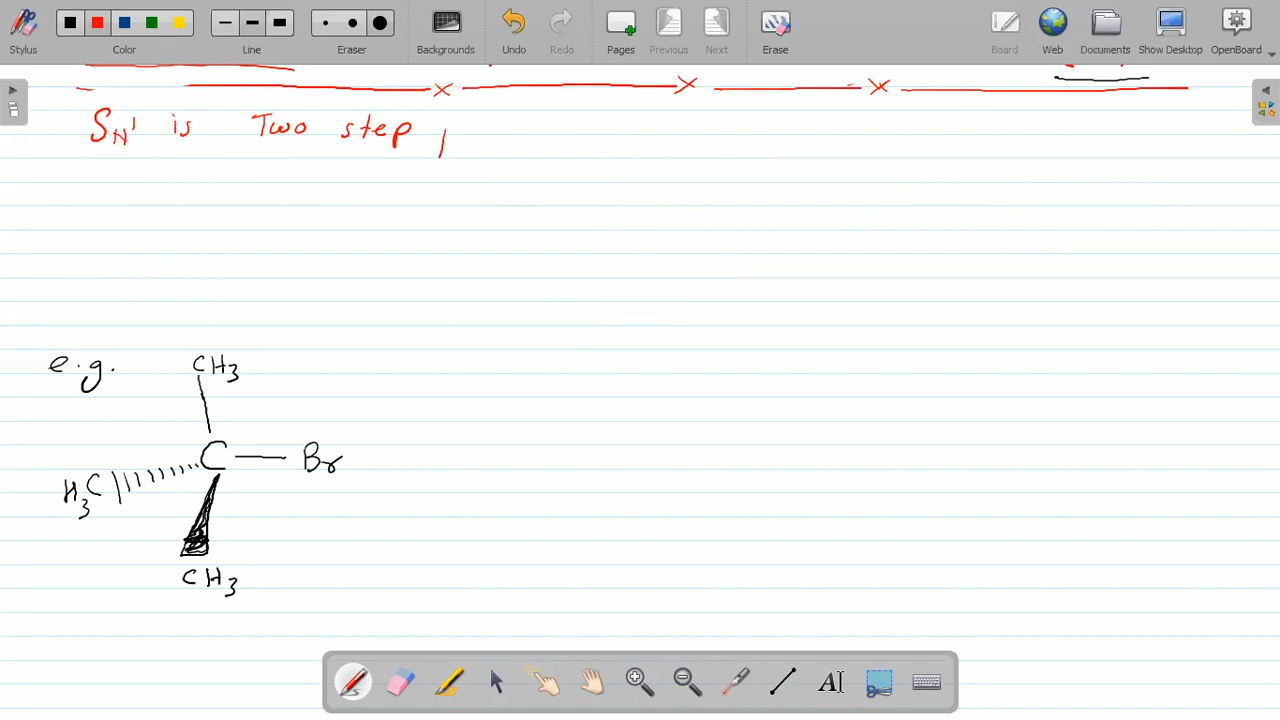 Stylus Color Line Eraser Backgrounds Undo Redo Pages Previous Next Erase Board Web Documents Show Desktop OpenBoard
SN1 is Two step
e.g. CH3
C Br
H3C
CH3
AI